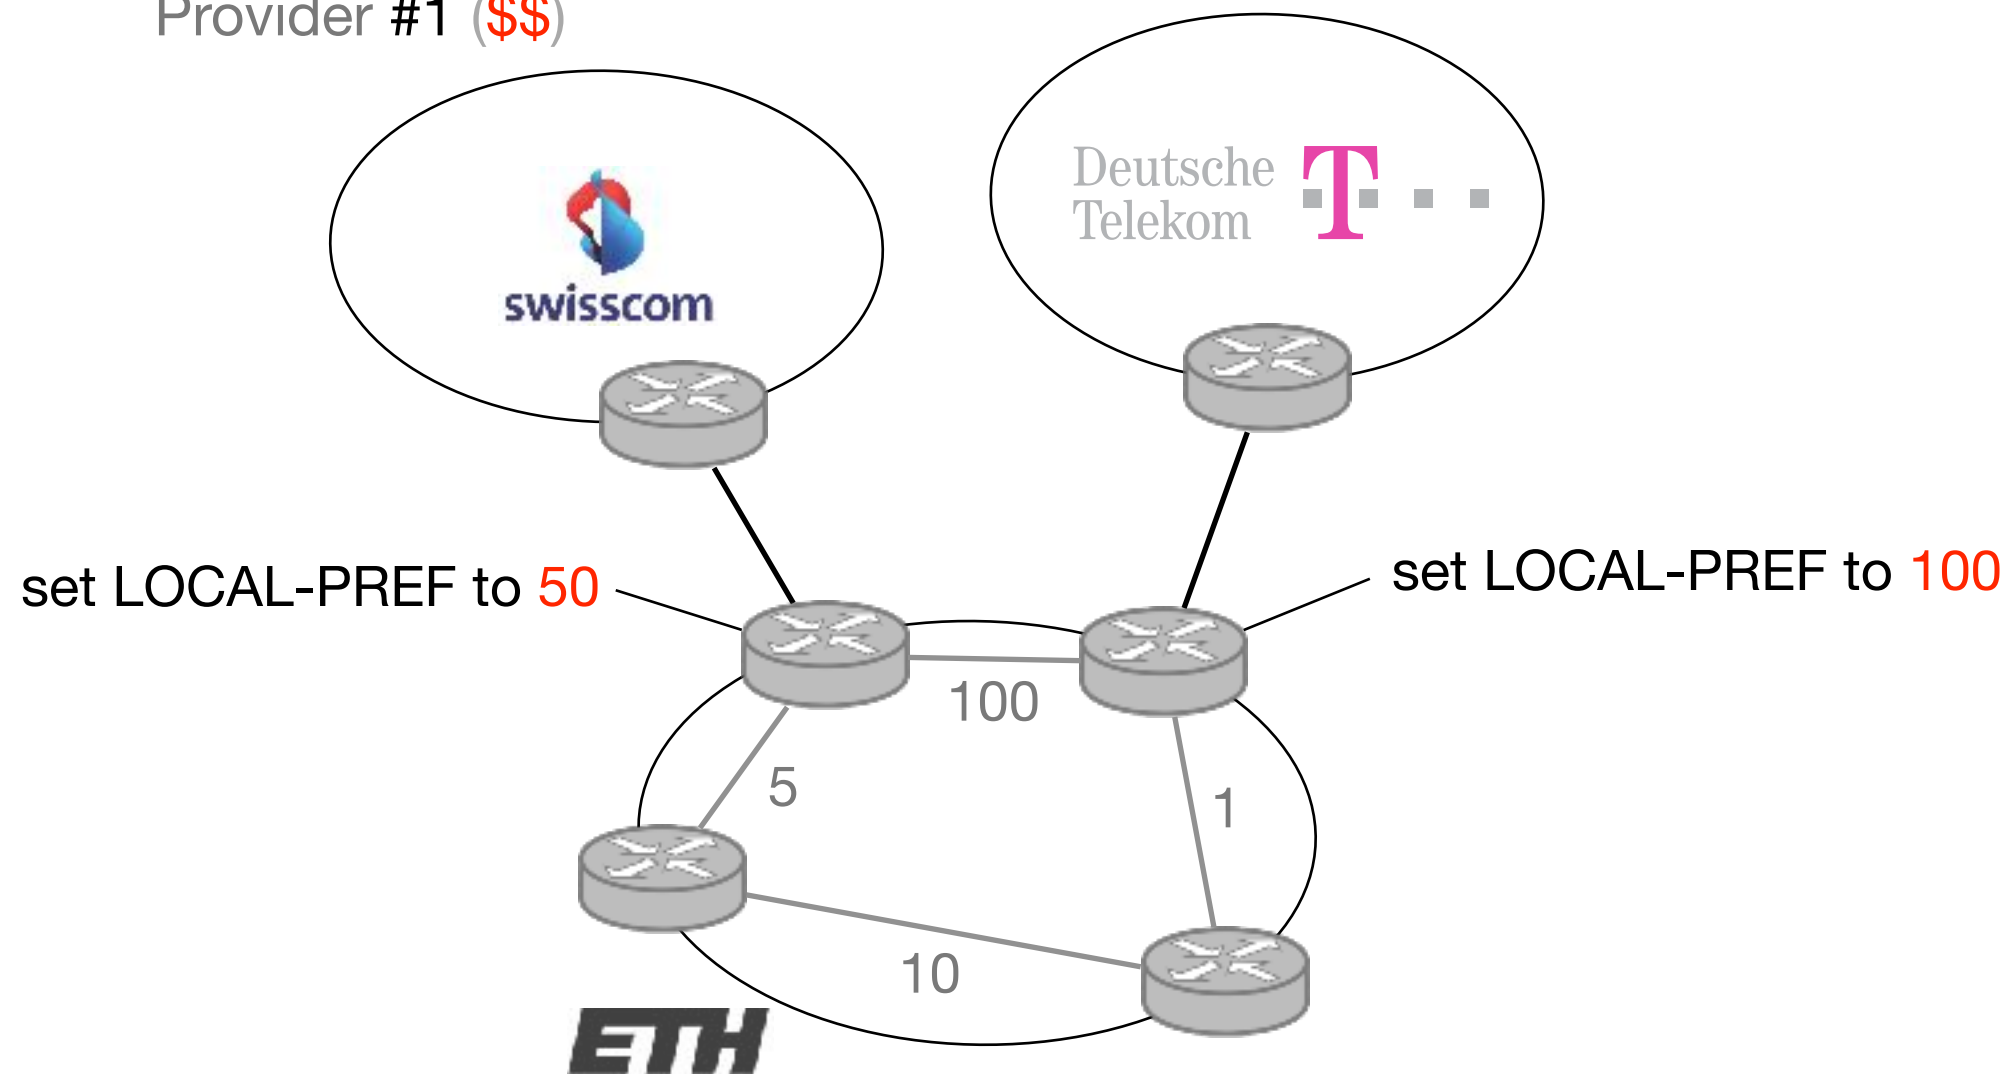 Provider #1 ($$)
Deutsche
Telekom
T
swisscom
set LOCAL-PREF to 50
set LOCAL-PREF to 100
100
5
1
10
ETH